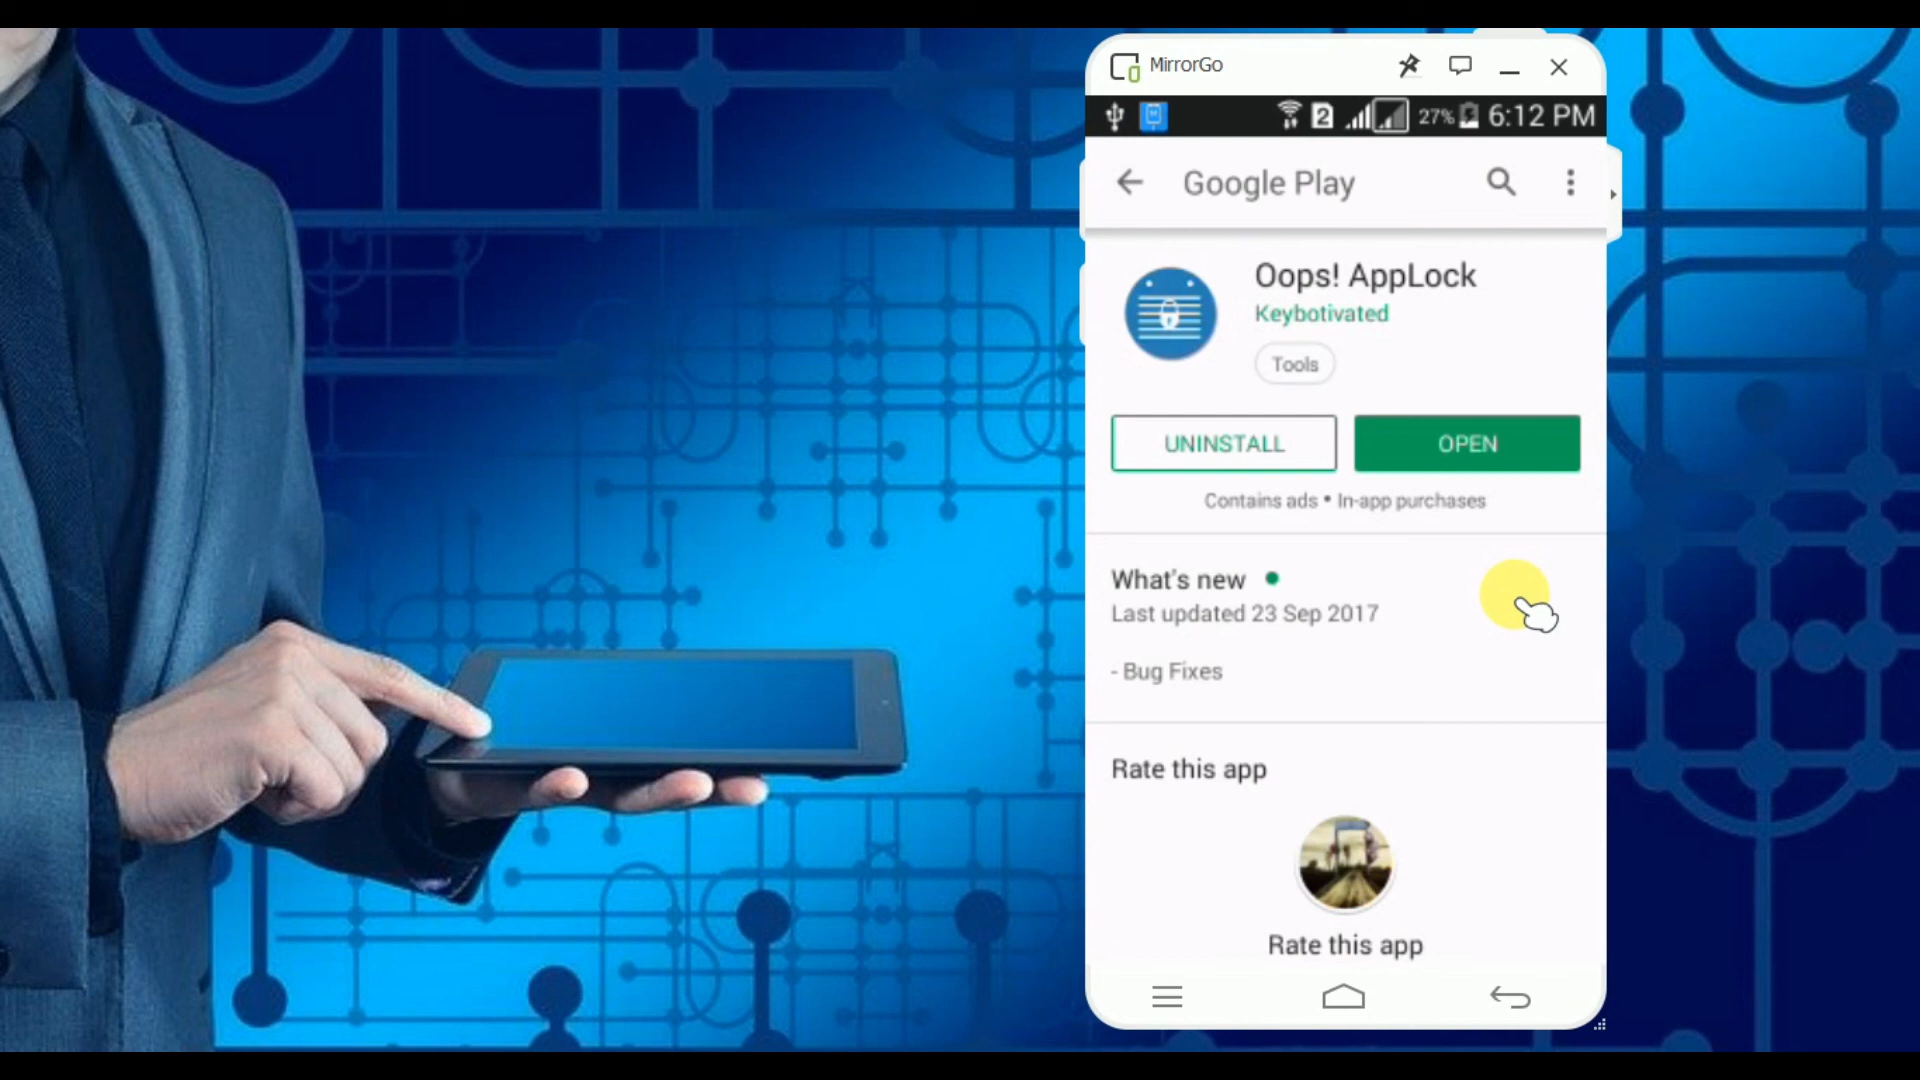 MirrorGo
2 27% 6:12 PM
Google Play
Oops! AppLock
Keybotivated
Tools
UNINSTALL OPEN
Contains ads • In-app purchases
What's new
Last updated 23 Sep 2017
- Bug Fixes
Rate this app
Rate this app